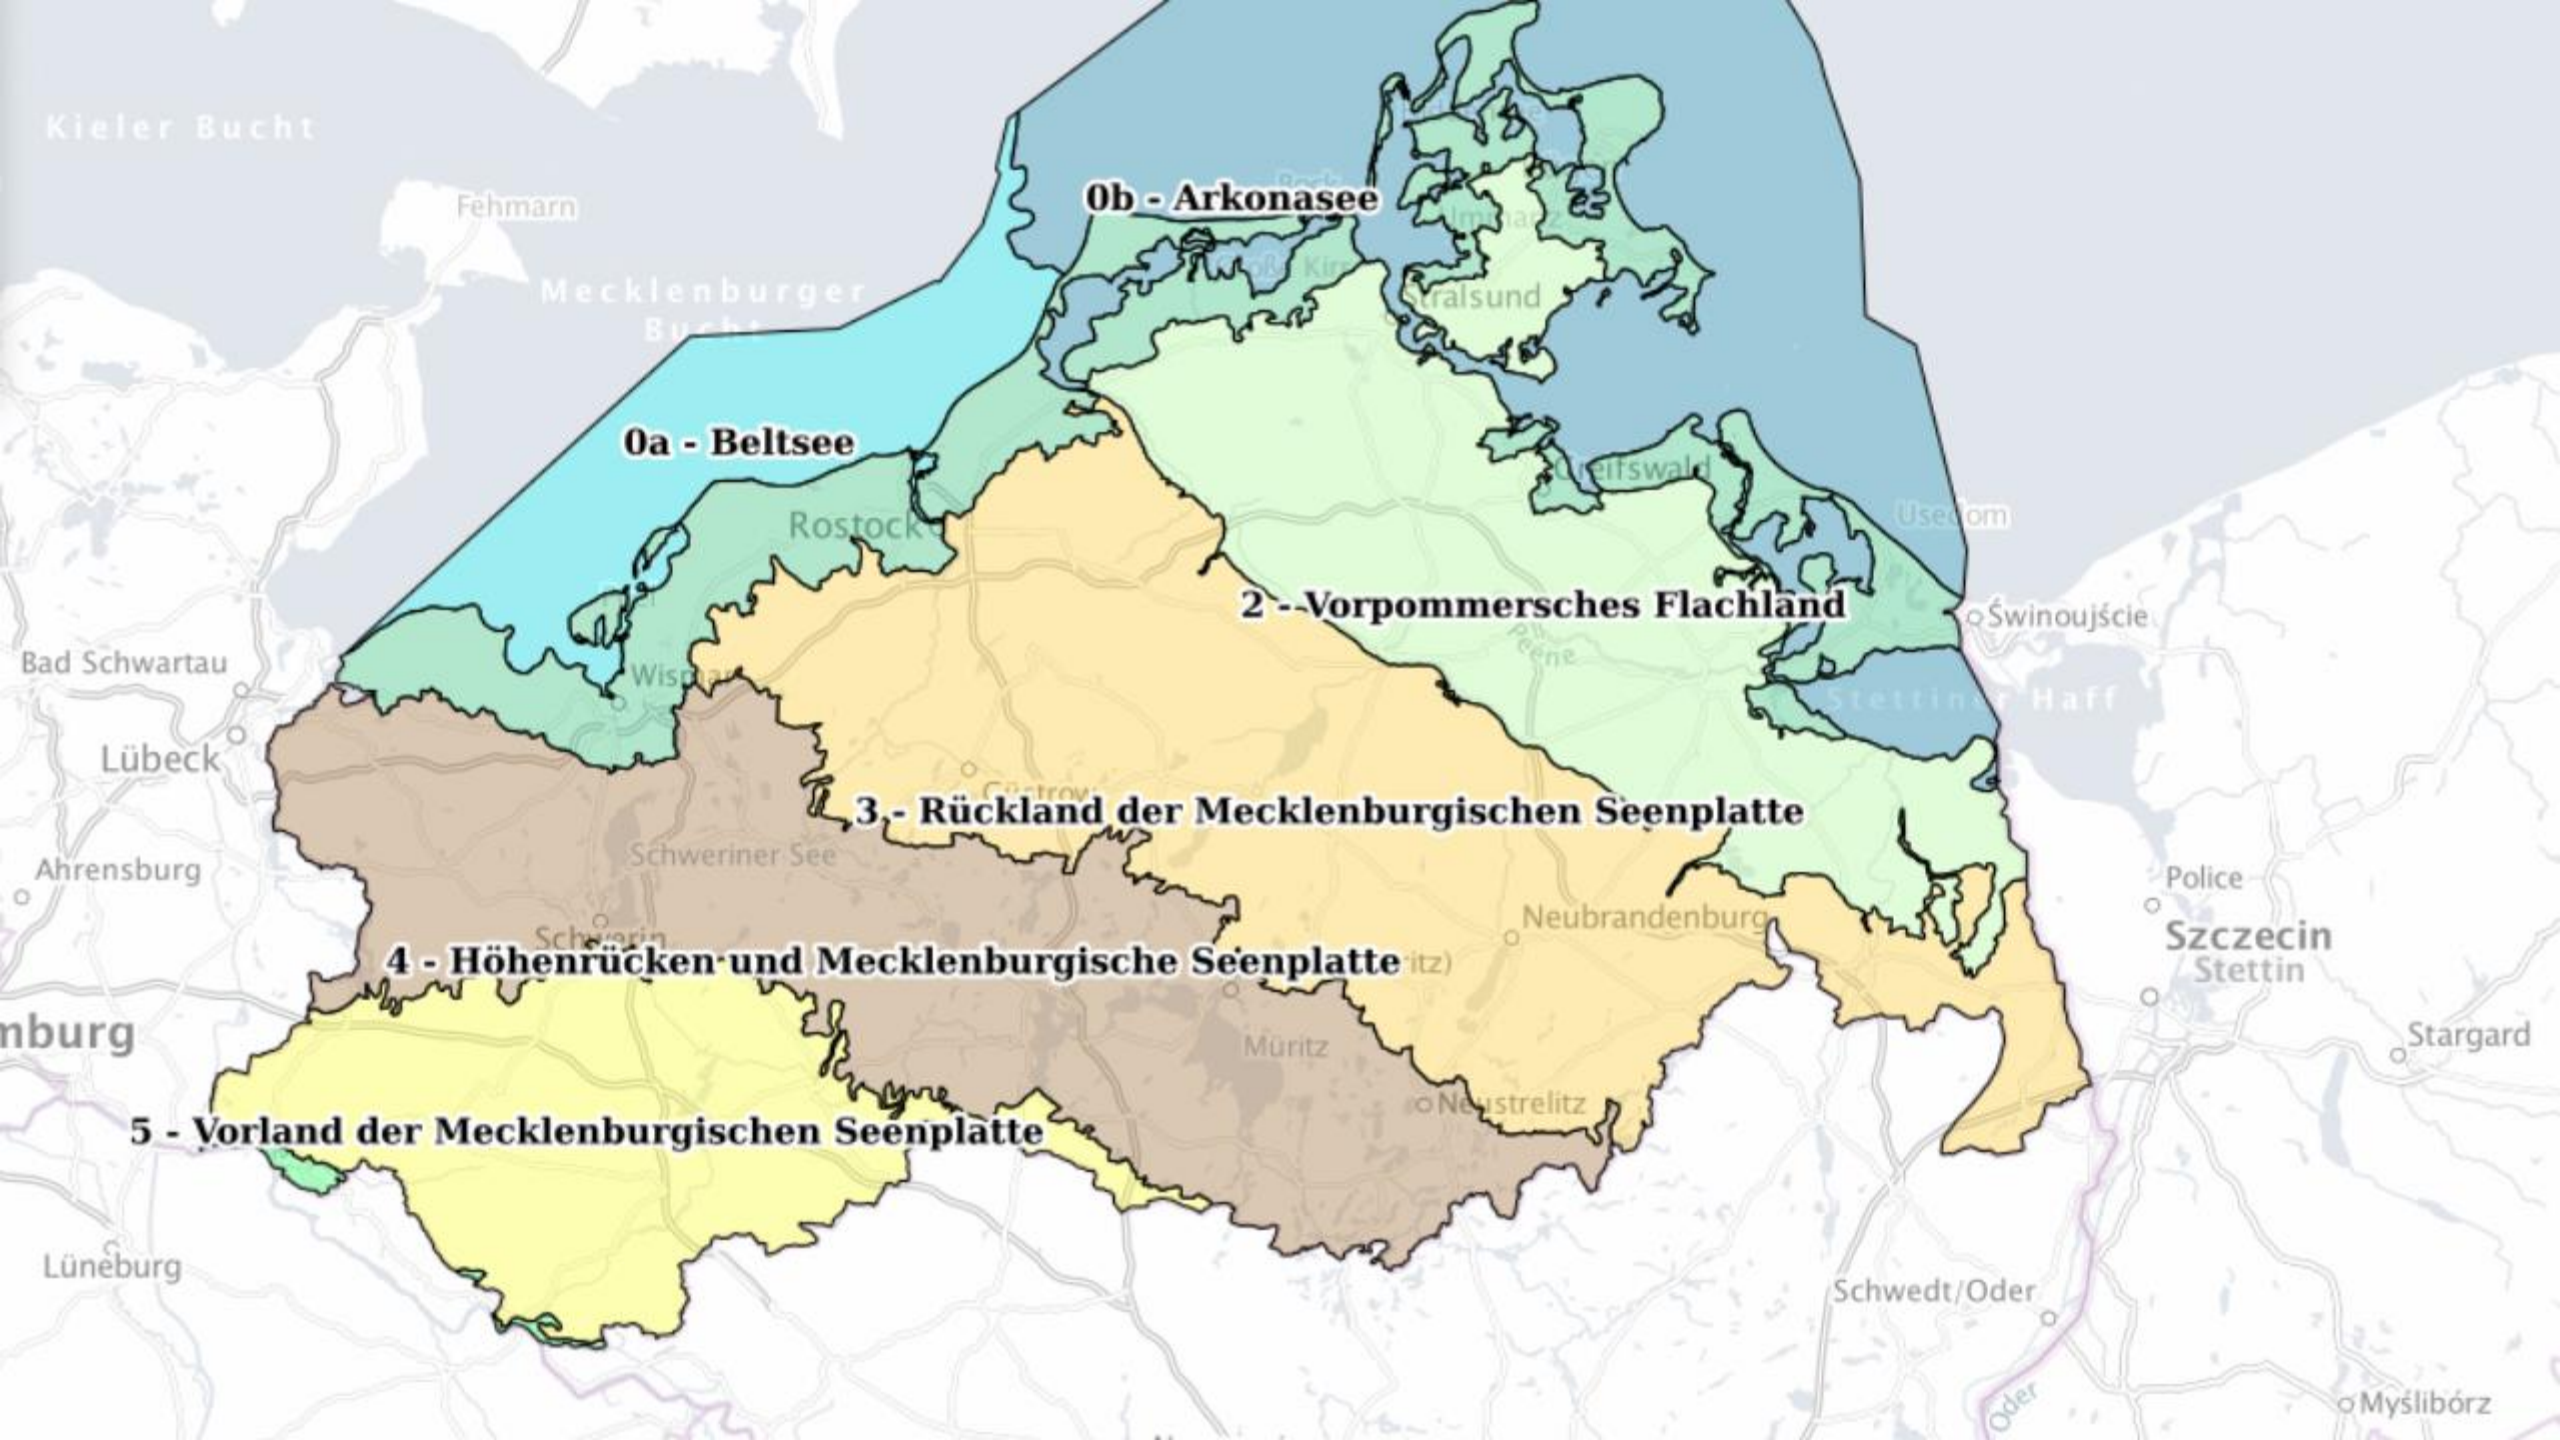 Kieler Bucht
Fehmarn
0b - Arkonasee
Mecklenburger
Bucht
Stralsund
0a - Beltsee
Greifswald
Rostock
Usedom
2 - Vorpommersches Flachland
Świnoujście
Peene
Bad Schwartau
Wismar
Stettiner Haff
Lübeck
Güstrow
3 - Rückland der Mecklenburgischen Seenplatte
Schweriner See
Ahrensburg
Police
Neubrandenburg
Szczecin
Stettin
Schwerin
4 - Höhenrücken und Mecklenburgische Seenplatte
ritz)
mburg
Müritz
Stargard
Neustrelitz
5 - Vorland der Mecklenburgischen Seenplatte
Lüneburg
Schwedt/Oder
Oder
Myślibórz